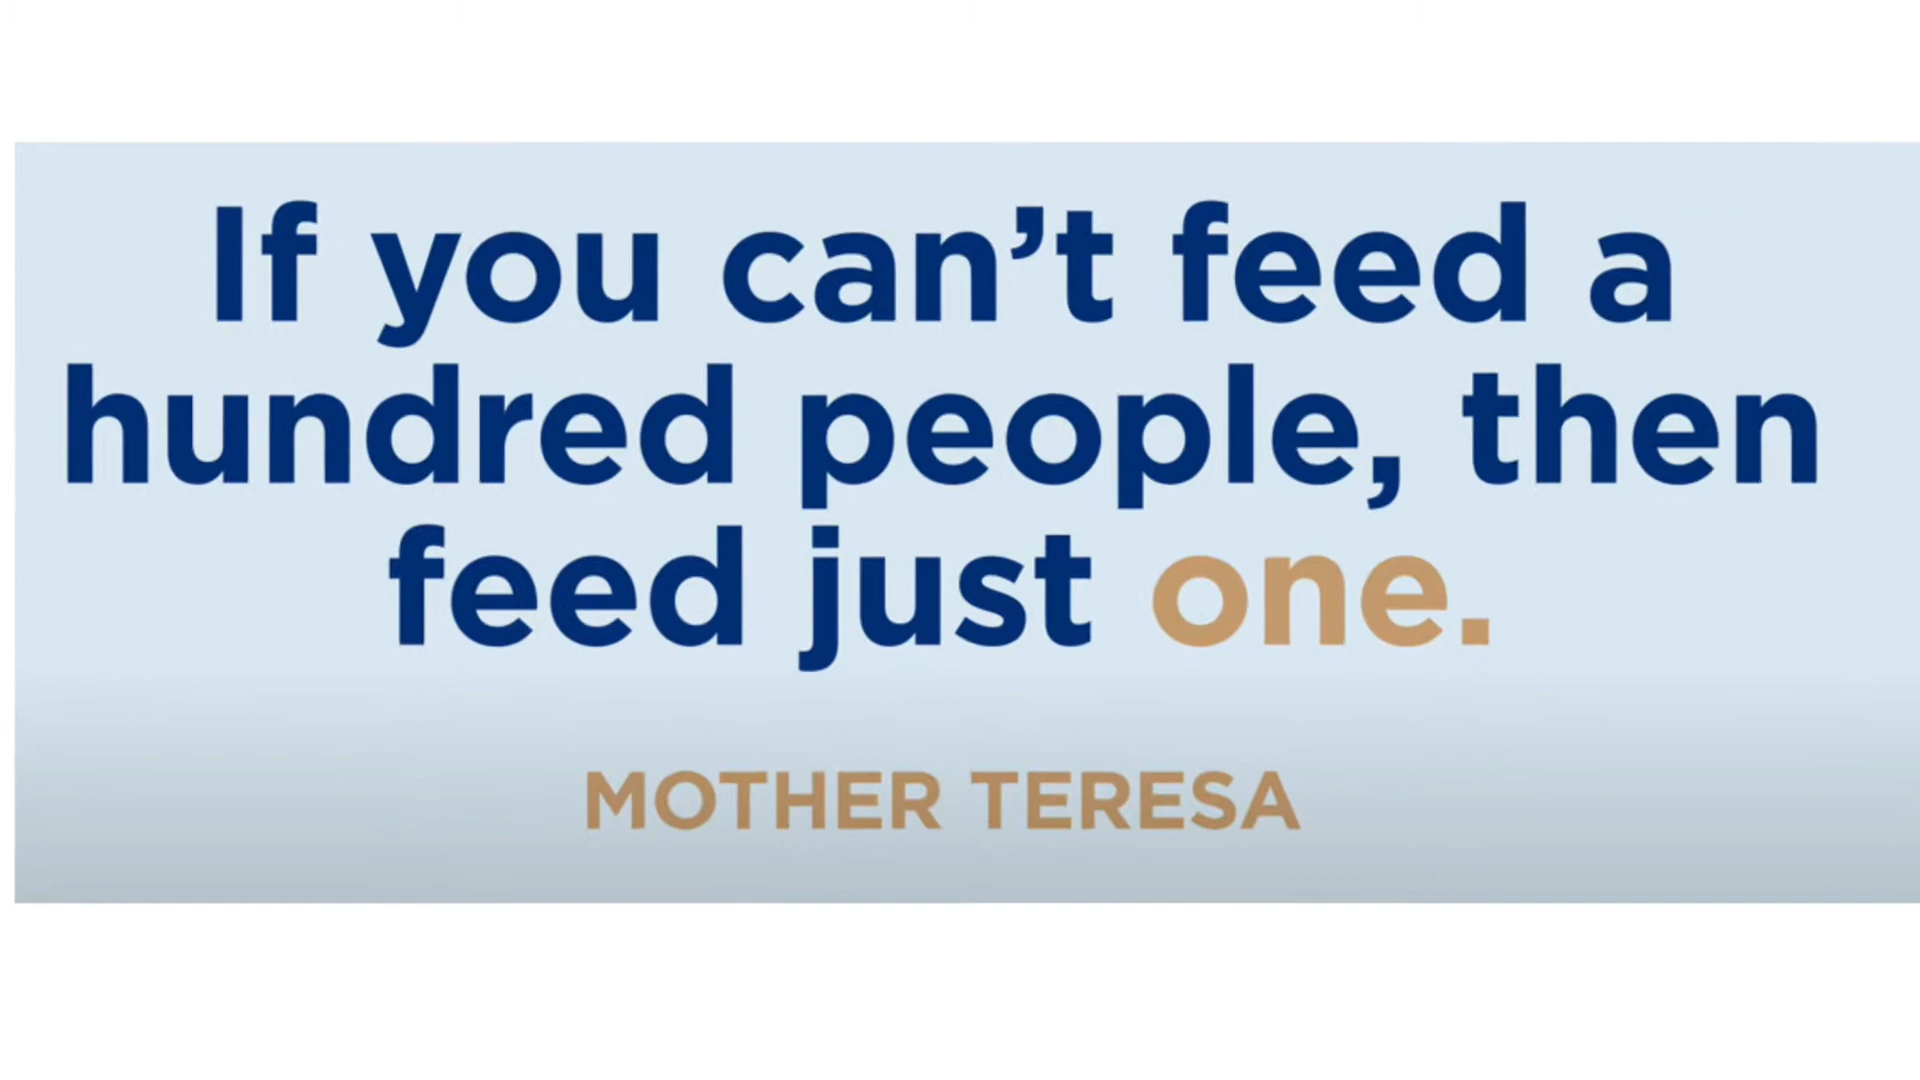 If you can’t feed a
hundred people, then
feed just one.
MOTHER TERESA